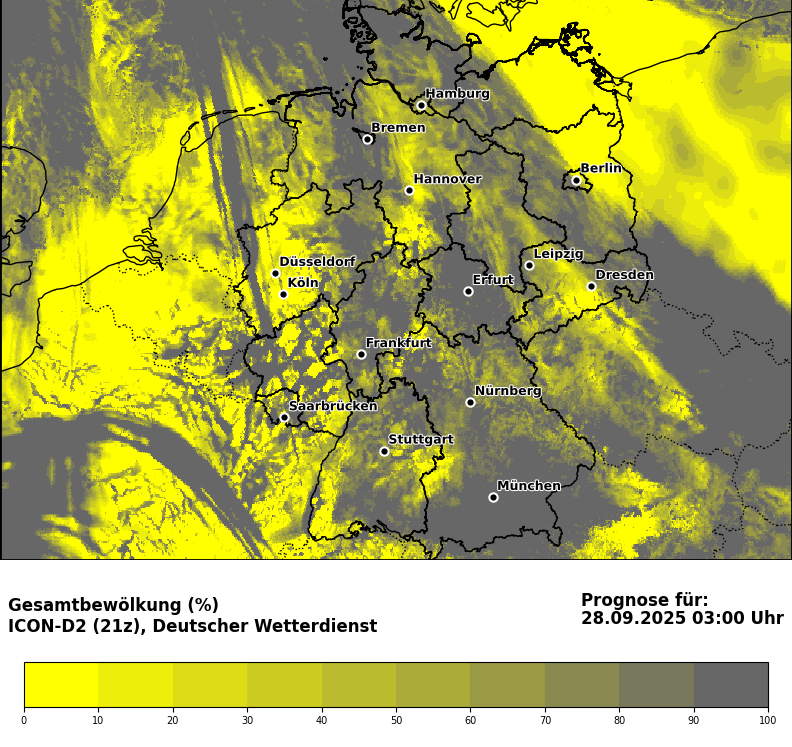 Hamburg
Bremen
Berlin
Hannover
Leipzig
Düsseldorf
Dresden
Köln
Erfurt
Frankfurt
Nürnberg
Saarbrücken
Stuttgart
München
Gesamtbewölkung (%)
ICON-D2 (21z), Deutscher Wetterdienst
Prognose für:
28.09.2025 03:00 Uhr
0 10 20 30 40 50 60 70 80 90 100